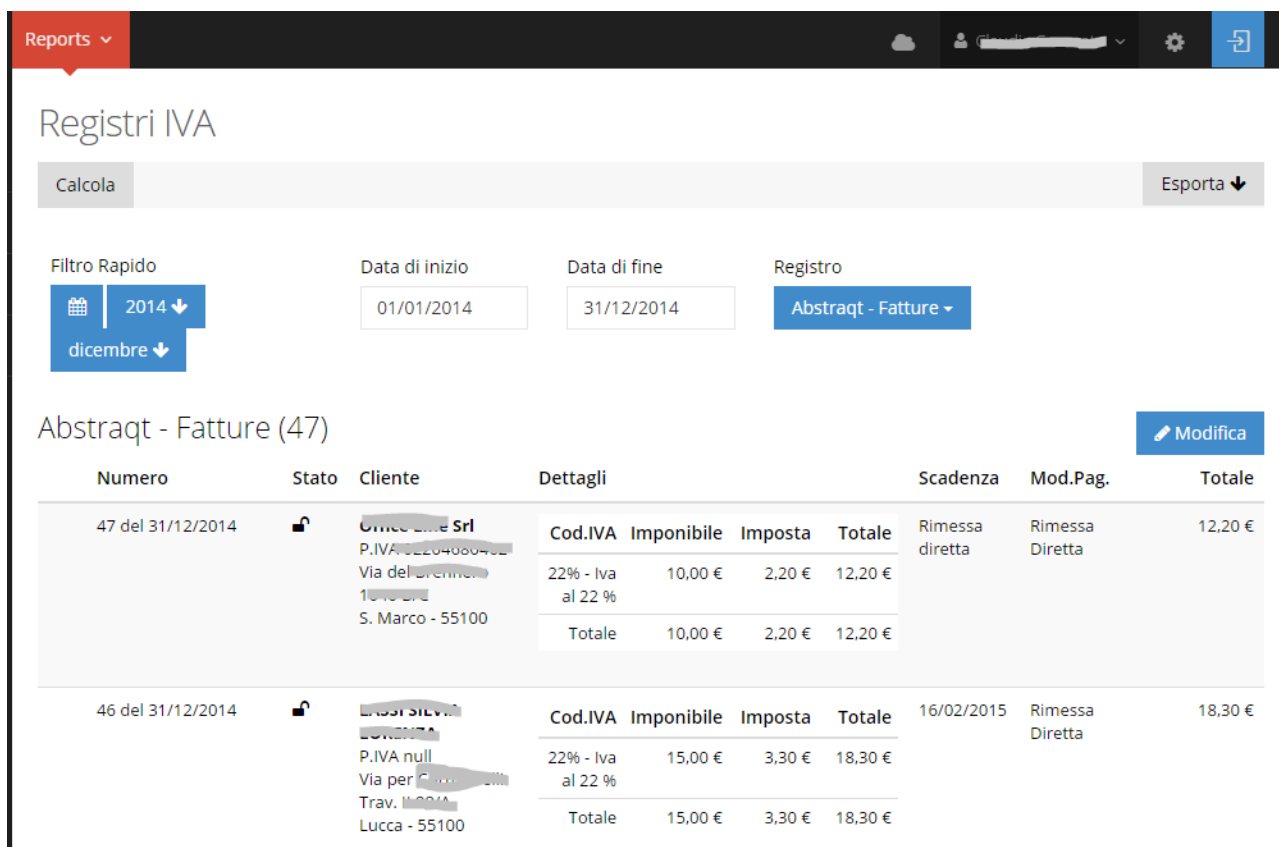 Reports
Registri IVA
Calcola
Esporta
Filtro Rapido
Data di inizio
Data di fine
Registro
2014
01/01/2014
31/12/2014
Abstraqt - Fatture
dicembre
Abstraqt - Fatture (47)
Modifica
Numero Stato Cliente Dettagli Scadenza Mod.Pag. Totale
47 del 31/12/2014
Srl
P.IVA
Via del
S. Marco - 55100
Cod.IVA Imponibile Imposta Totale
22% - Iva al 22 % 10,00 € 2,20 € 12,20 €
Totale 10,00 € 2,20 € 12,20 €
Rimessa
diretta
Rimessa
Diretta
12,20 €
46 del 31/12/2014
P.IVA null
Via per
Trav.
Lucca - 55100
Cod.IVA Imponibile Imposta Totale
22% - Iva al 22 % 15,00 € 3,30 € 18,30 €
Totale 15,00 € 3,30 € 18,30 €
16/02/2015
Rimessa
Diretta
18,30 €